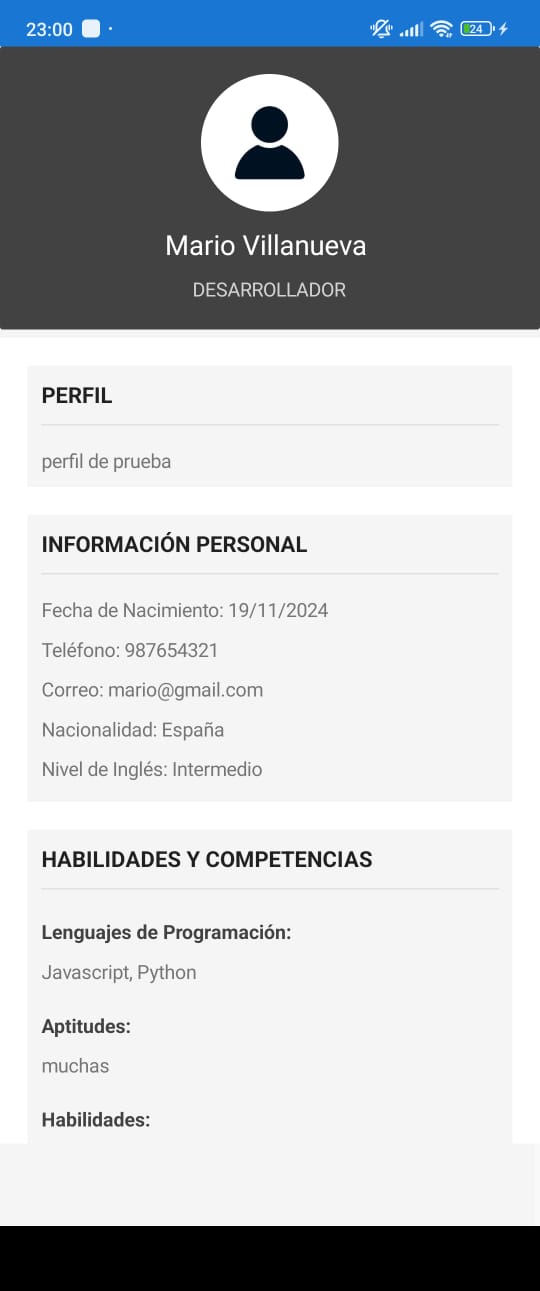 23:00
24
Mario Villanueva
DESARROLLADOR
PERFIL
perfil de prueba
INFORMACIÓN PERSONAL
Fecha de Nacimiento: 19/11/2024
Teléfono: 987654321
Correo: mario@gmail.com
Nacionalidad: España
Nivel de Inglés: Intermedio
HABILIDADES Y COMPETENCIAS
Lenguajes de Programación:
Javascript, Python
Aptitudes:
muchas
Habilidades: